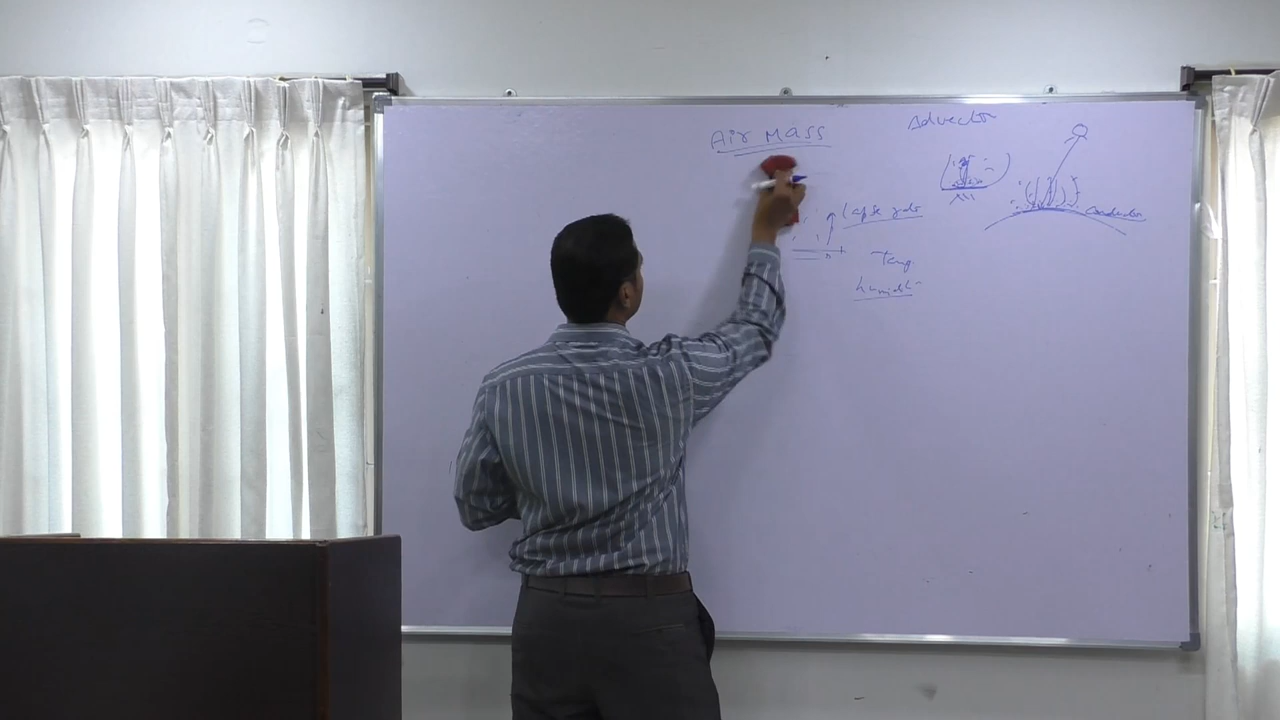 Air Mass
Advection
Lapse rate
conduction
Temp.
humidity